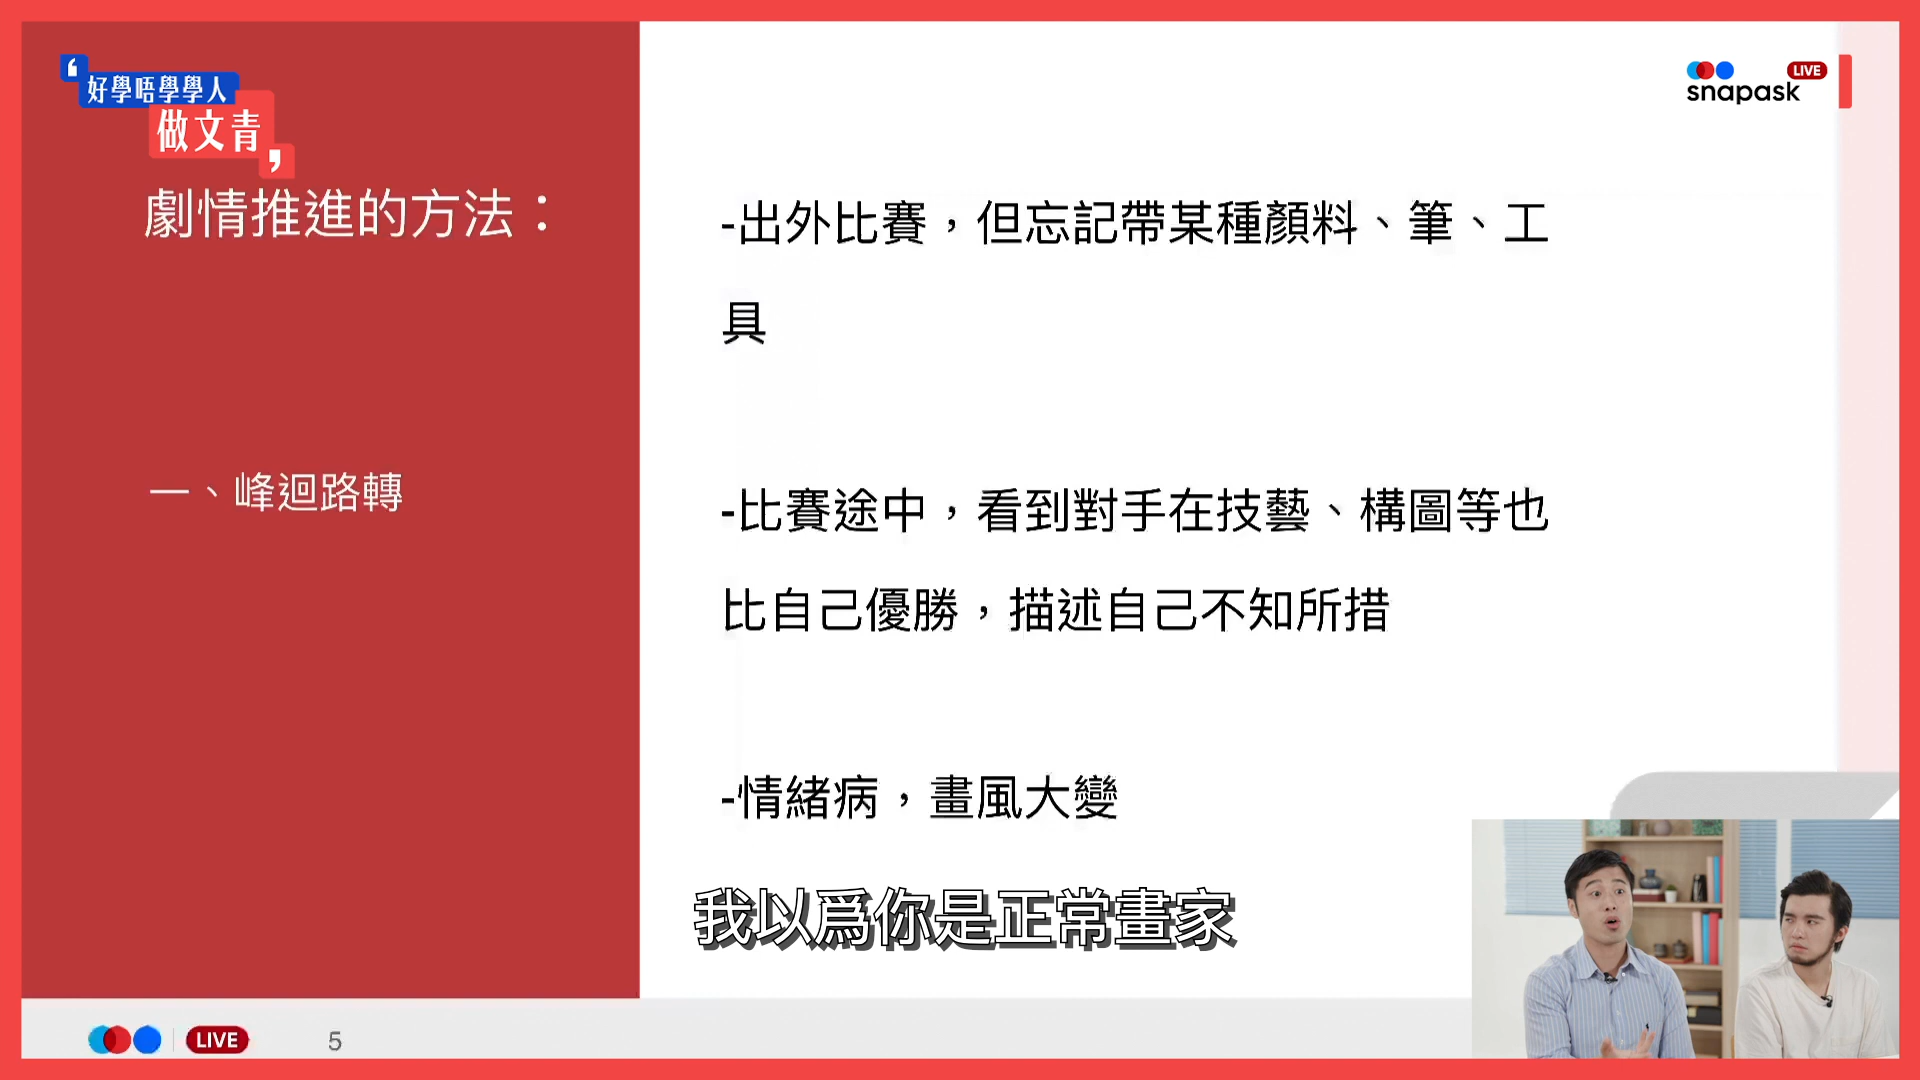 好學唔學學人
做文青
LIVE
snapask
劇情推進的方法：
一、峰迴路轉
-出外比賽，但忘記帶某種顏料、筆、工
具
-比賽途中，看到對手在技藝、構圖等也
比自己優勝，描述自己不知所措
-情緒病，畫風大變
我以爲你是正常畫家
LIVE
5